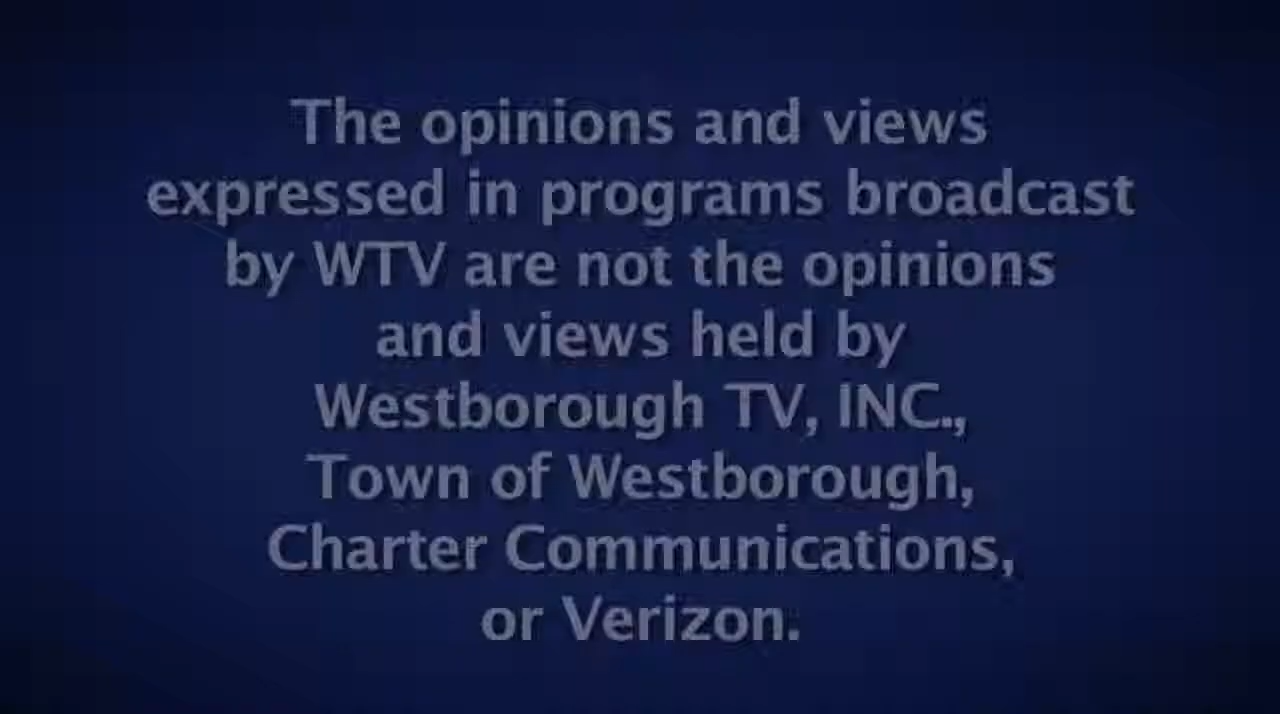 The opinions and views
expressed in programs broadcast
by WTV are not the opinions
and views held by
Westborough TV, INC.,
Town of Westborough,
Charter Communications,
or Verizon.